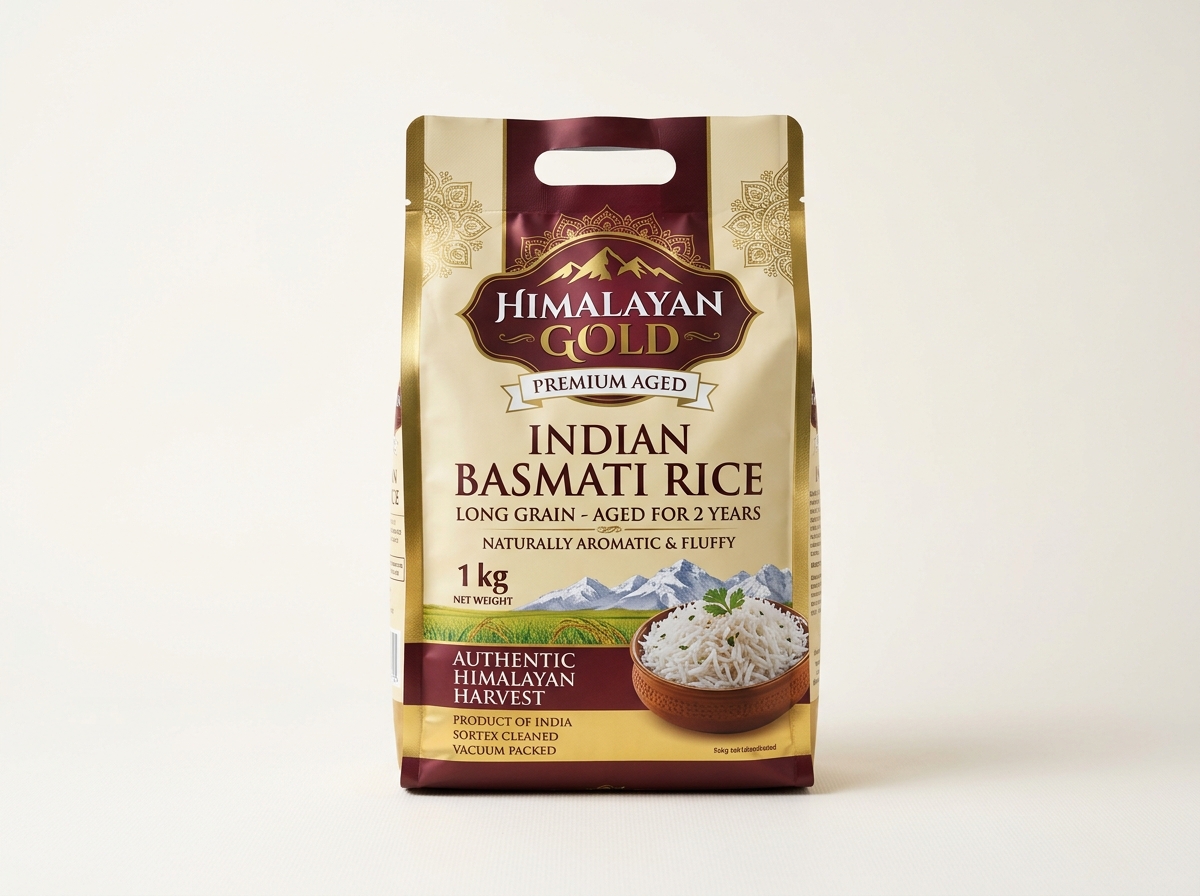 HIMALAYAN
GOLD
PREMIUM AGED
INDIAN
BASMATI RICE
LONG GRAIN - AGED FOR 2 YEARS
NATURALLY AROMATIC & FLUFFY
1 kg
NET WEIGHT
AUTHENTIC
HIMALAYAN
HARVEST
PRODUCT OF INDIA
SORTEX CLEANED
VACUUM PACKED